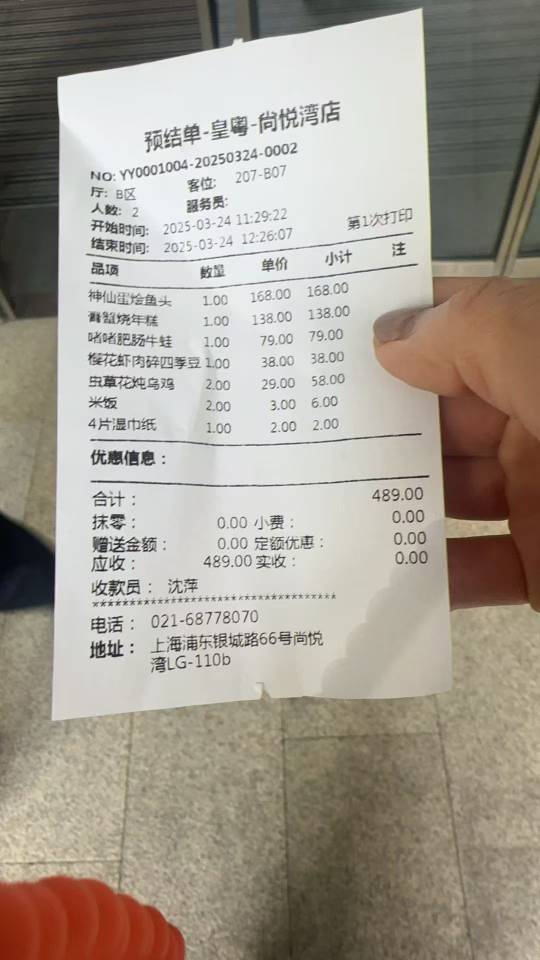 预结单-皇粤-尚悦湾店
NO: YY0001004-20250324-0002
厅: B区 客位: 207-B07
人数: 2 服务员:
开始时间: 2025-03-24 11:29:22
结束时间: 2025-03-24 12:26:07 第1次打印
品项 数量 单价 小计 注
神仙蛋烩鱼头 1.00 168.00 168.00
膏蟹烧年糕 1.00 138.00 138.00
啫啫肥肠牛蛙 1.00 79.00 79.00
樱花虾肉碎四季豆 1.00 38.00 38.00
虫草花炖乌鸡 2.00 29.00 58.00
米饭 2.00 3.00 6.00
4片湿巾纸 1.00 2.00 2.00
优惠信息：
合计： 489.00
抹零： 0.00 小费： 0.00
赠送金额： 0.00 定额优惠： 0.00
应收： 489.00 实收： 0.00
收款员： 沈萍
************************************
电话： 021-68778070
地址： 上海浦东银城路66号尚悦
湾LG-110b